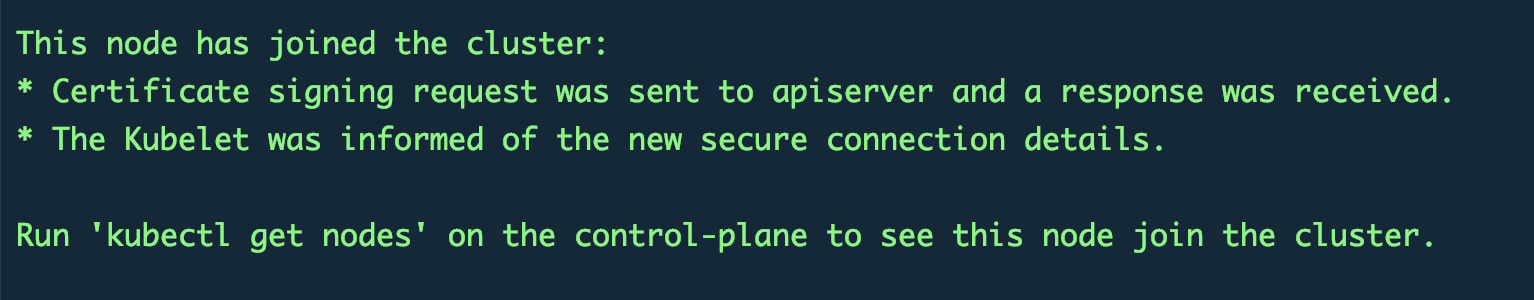 This node has joined the cluster:
* Certificate signing request was sent to apiserver and a response was received.
* The Kubelet was informed of the new secure connection details.
Run 'kubectl get nodes' on the control-plane to see this node join the cluster.